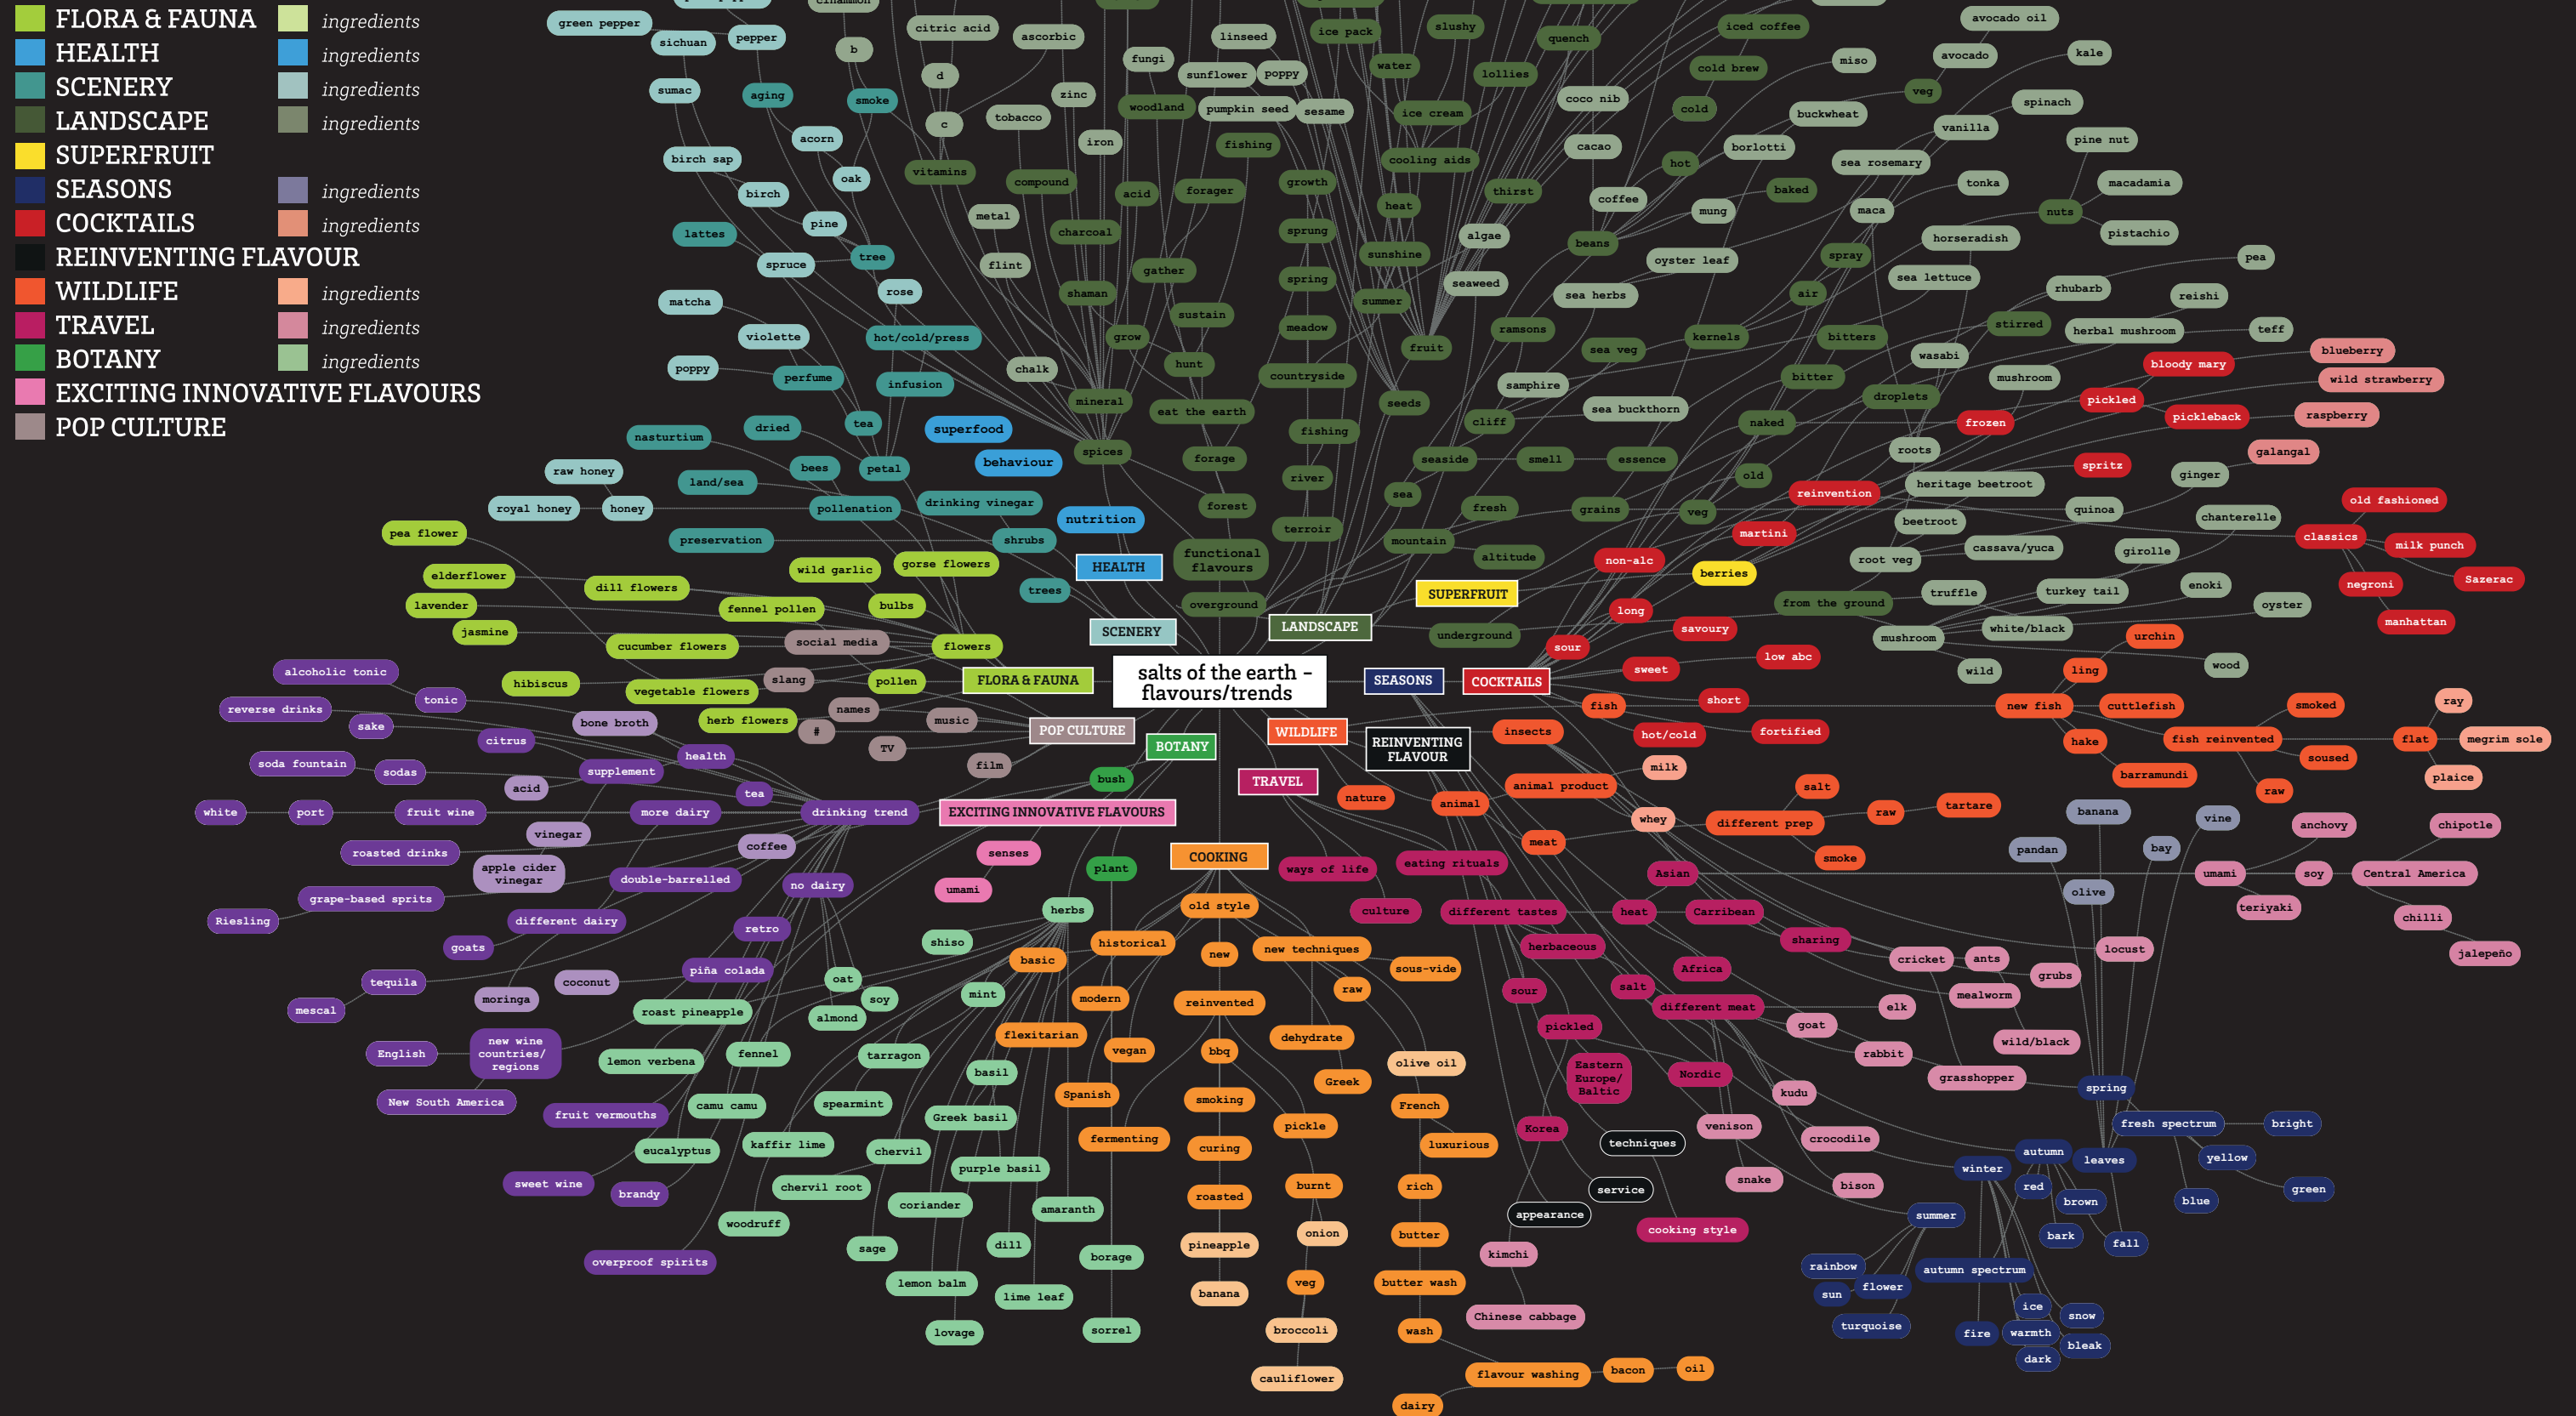 FLORA & FAUNA ingredients
HEALTH ingredients
SCENERY ingredients
LANDSCAPE ingredients
SUPERFRUIT
SEASONS ingredients
COCKTAILS ingredients
REINVENTING FLAVOUR
WILDLIFE ingredients
TRAVEL ingredients
BOTANY ingredients
EXCITING INNOVATIVE FLAVOURS
POP CULTURE
green pepper
sichuan
pepper
sumac
aging
smoke
b
acorn
birch sap
oak
birch
pine
lattes
tree
spruce
rose
matcha
violette
hot/cold/press
poppy
perfume
infusion
dried
tea
nasturtium
bees
petal
raw honey
land/sea
drinking vinegar
royal honey
honey
pollenation
preservation
shrubs
trees
citric acid
ascorbic
d
c
vitamins
tobacco
zinc
iron
fungi
woodland
compound
acid
forager
metal
charcoal
flint
gather
shaman
sustain
grow
chalk
hunt
mineral
eat the earth
spices
forage
forest
functional
flavours
overground
linseed
sunflower
poppy
pumpkin seed
sesame
fishing
growth
sprung
spring
meadow
countryside
fishing
river
terroir
ice pack
water
slushy
lollies
ice cream
cooling aids
heat
thirst
sunshine
summer
algae
seaweed
fruit
seeds
quench
iced coffee
cold brew
cold
coco nib
cacao
coffee
hot
beans
miso
buckwheat
borlotti
baked
mung
oyster leaf
sea herbs
ramsons
sea veg
kernels
samphire
sea buckthorn
cliff
seaside
smell
essence
sea
fresh
mountain
altitude
grains
veg
old
naked
bitter
bitters
air
spray
maca
sea rosemary
vanilla
veg
avocado
avocado oil
kale
spinach
pine nut
macadamia
pistachio
nuts
tonka
horseradish
sea lettuce
pea
rhubarb
reishi
stirred
herbal mushroom
teff
wasabi
mushroom
droplets
roots
heritage beetroot
ginger
galangal
quinoa
beetroot
chanterelle
cassava/yuca
girolle
root veg
from the ground
truffle
turkey tail
enoki
oyster
white/black
mushroom
wild
wood
underground
bloody mary
blueberry
wild strawberry
pickled
pickleback
raspberry
frozen
spritz
reinvention
martini
non-alc
berries
long
savoury
sour
sweet
low abc
short
fortified
hot/cold
old fashioned
classics
milk punch
negroni
Sazerac
manhattan
superfood
behaviour
nutrition
HEALTH
SCENERY
LANDSCAPE
SUPERFRUIT
salts of the earth –
flavours/trends
FLORA & FAUNA
SEASONS
COCKTAILS
POP CULTURE
BOTANY
WILDLIFE
REINVENTING
FLAVOUR
TRAVEL
EXCITING INNOVATIVE FLAVOURS
COOKING
pea flower
elderflower
lavender
jasmine
dill flowers
wild garlic
gorse flowers
fennel pollen
bulbs
cucumber flowers
social media
flowers
hibiscus
vegetable flowers
slang
pollen
herb flowers
names
#
music
TV
film
bush
plant
senses
umami
alcoholic tonic
tonic
reverse drinks
sake
bone broth
citrus
health
soda fountain
sodas
supplement
acid
tea
white
port
fruit wine
more dairy
drinking trend
vinegar
coffee
roasted drinks
apple cider
vinegar
double-barrelled
no dairy
grape-based sprits
Riesling
different dairy
retro
goats
piña colada
tequila
coconut
moringa
mescal
English
new wine
countries/
regions
New South America
fruit vermouths
sweet wine
brandy
overproof spirits
herbs
shiso
oat
soy
almond
mint
roast pineapple
lemon verbena
fennel
tarragon
basil
camu camu
spearmint
Greek basil
kaffir lime
eucalyptus
chervil
purple basil
chervil root
coriander
amaranth
woodruff
sage
dill
borage
lemon balm
lime leaf
lovage
sorrel
old style
historical
basic
new
new techniques
sous-vide
raw
modern
reinvented
flexitarian
vegan
bbq
dehydrate
olive oil
Greek
Spanish
smoking
French
fermenting
pickle
luxurious
curing
burnt
rich
roasted
onion
butter
pineapple
veg
butter wash
banana
broccoli
wash
cauliflower
flavour washing
bacon
oil
dairy
fish
insects
nature
animal
animal product
milk
whey
meat
different prep
salt
raw
tartare
smoke
new fish
ling
urchin
cuttlefish
hake
barramundi
fish reinvented
smoked
soused
raw
flat
ray
megrim sole
plaice
ways of life
culture
eating rituals
Asian
different tastes
heat
Carribean
herbaceous
sharing
Africa
sour
salt
different meat
pickled
Eastern
Europe/
Baltic
Nordic
Korea
techniques
service
appearance
cooking style
kimchi
Chinese cabbage
elk
goat
rabbit
kudu
venison
crocodile
snake
bison
cricket
ants
grubs
mealworm
locust
wild/black
grasshopper
umami
anchovy
soy
teriyaki
Central America
chipotle
chilli
jalepeño
banana
vine
pandan
bay
olive
spring
fresh spectrum
bright
yellow
green
blue
leaves
autumn
winter
red
brown
bark
fall
summer
rainbow
sun
flower
turquoise
autumn spectrum
ice
snow
fire
warmth
bleak
dark